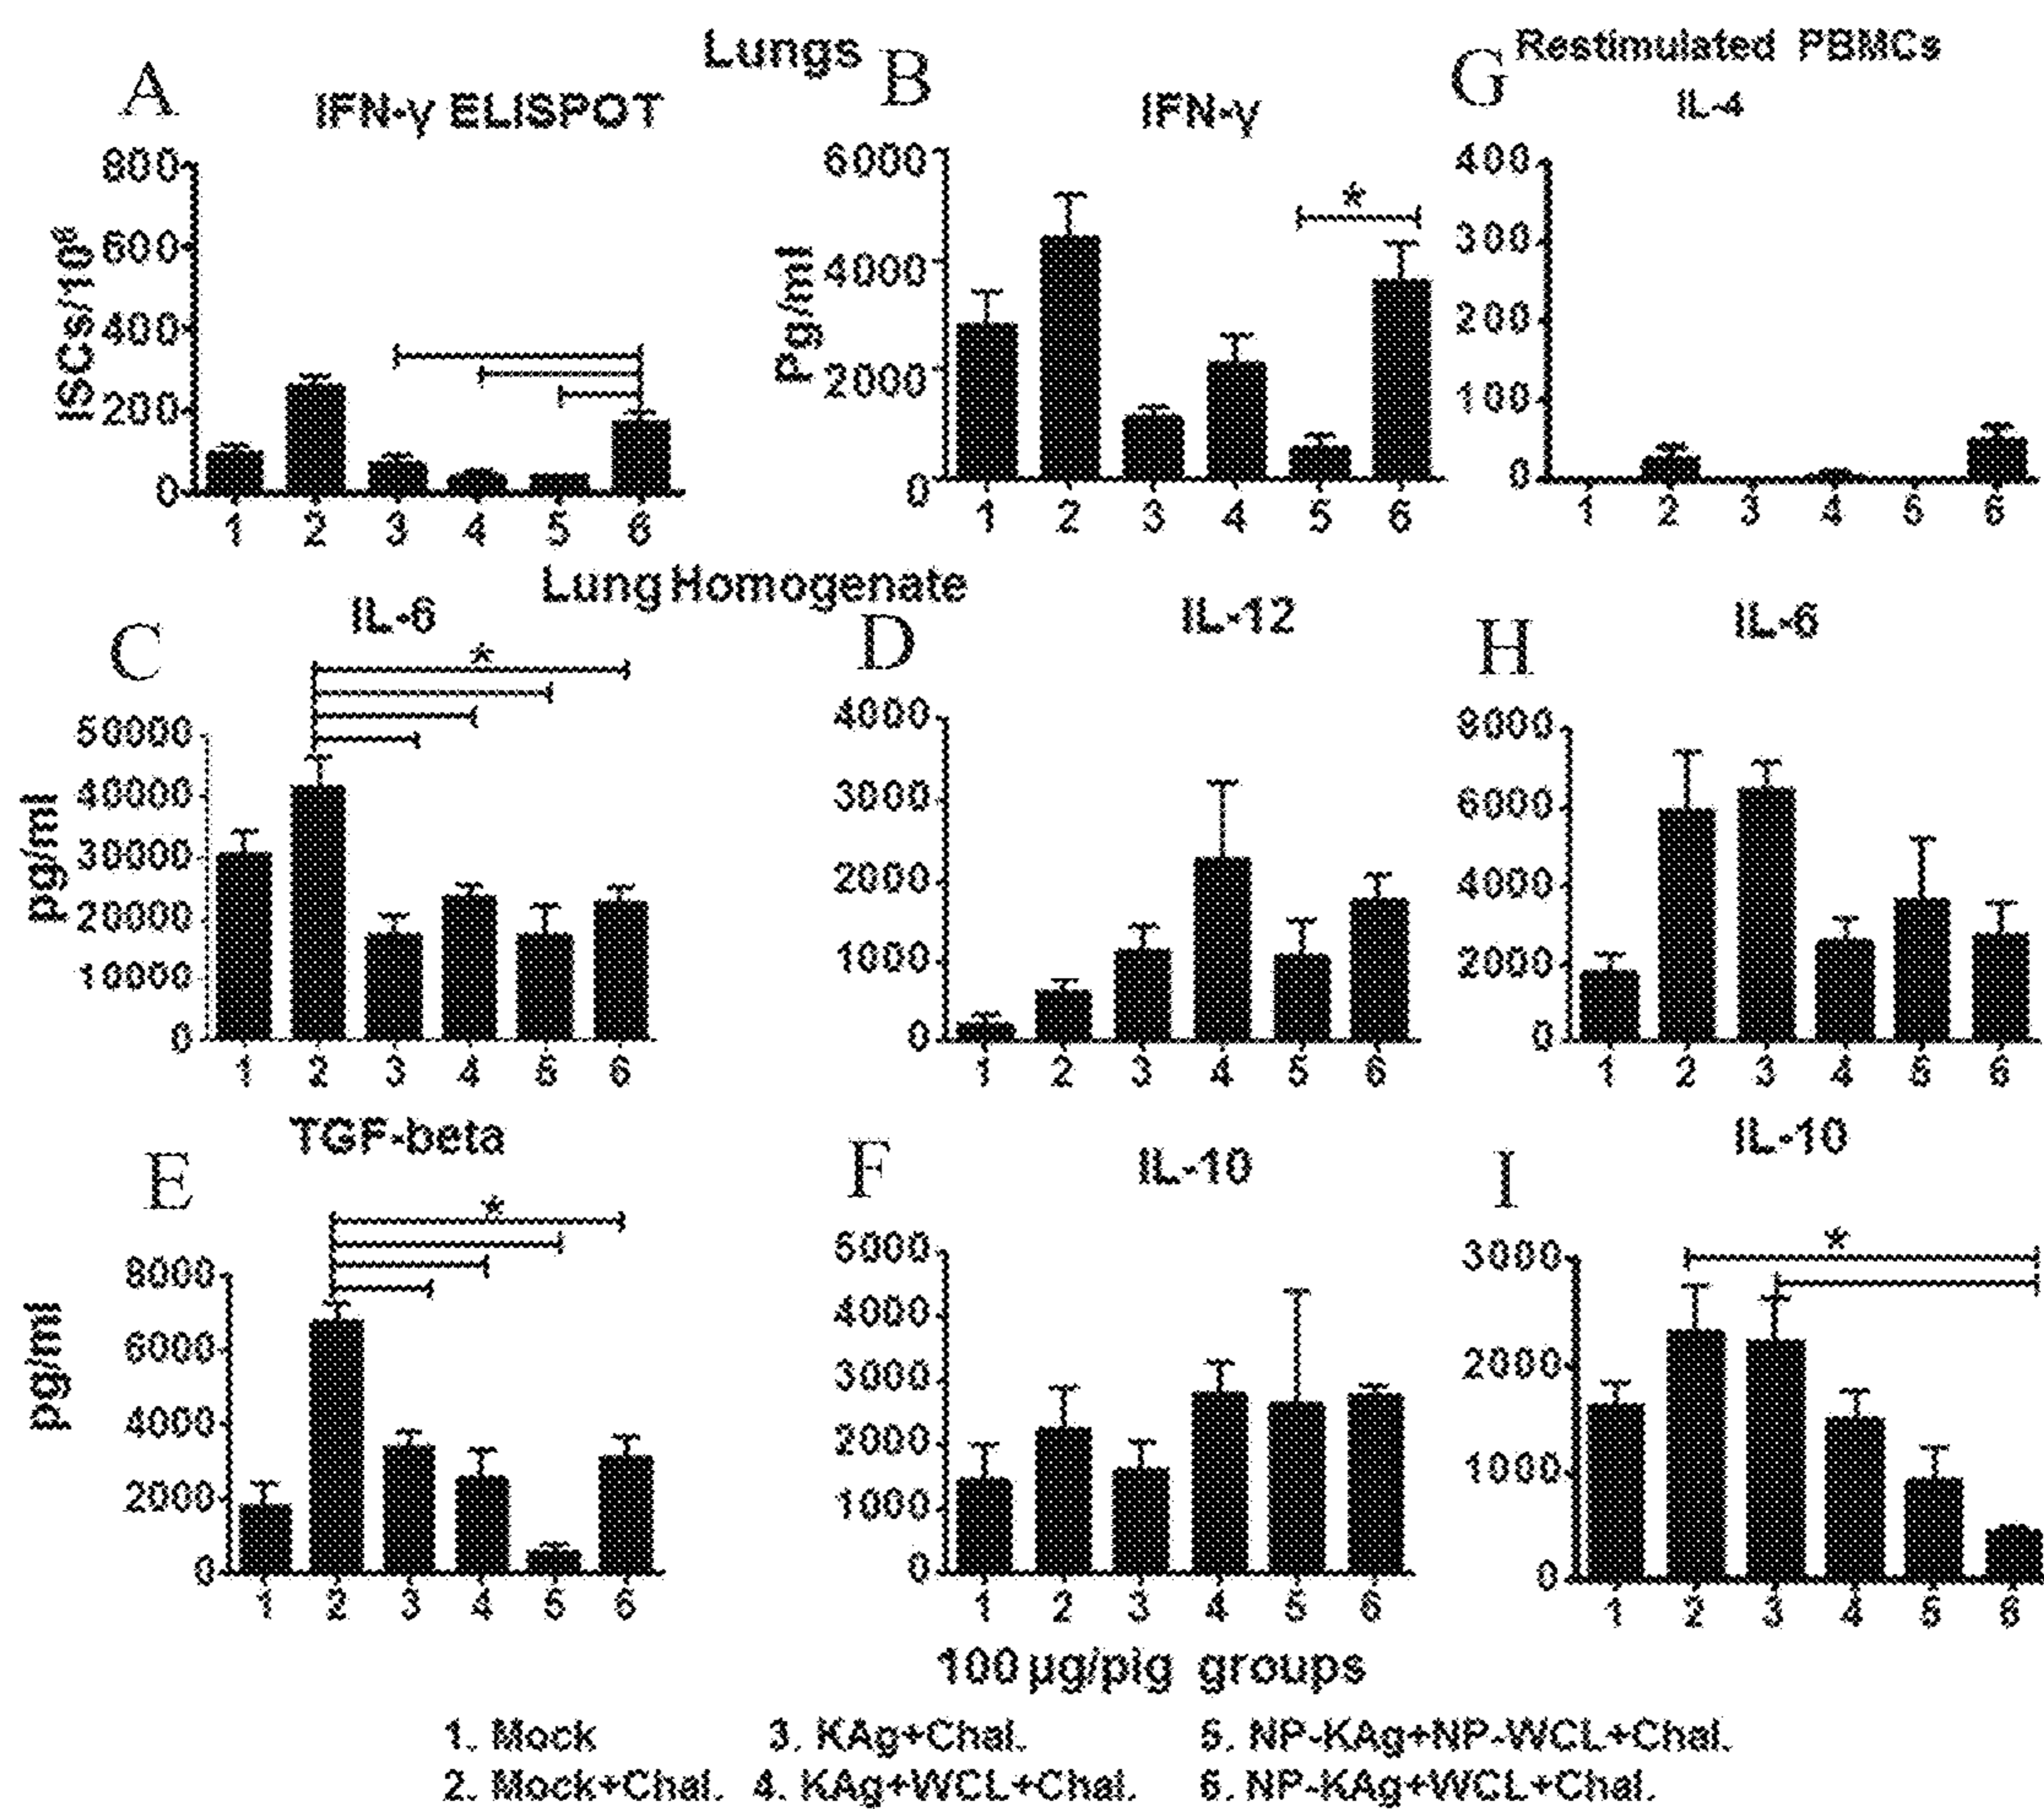 Lungs
A
IFN-γ ELISPOT
ISCs/10⁶
800
600
400
200
0
1 2 3 4 5 6
B
IFN-γ
Pg/ml
6000
4000
2000
0
*
1 2 3 4 5 6
G
Restimulated PBMCs
IL-4
400
300
200
100
0
1 2 3 4 5 6
Lung Homogenate
C
IL-6
*
pg/ml
50000
40000
30000
20000
10000
0
1 2 3 4 5 6
D
IL-12
4000
3000
2000
1000
0
1 2 3 4 5 6
H
IL-6
8000
6000
4000
2000
0
1 2 3 4 5 6
E
TGF-beta
*
pg/ml
8000
6000
4000
2000
0
1 2 3 4 5 6
F
IL-10
5000
4000
3000
2000
1000
0
1 2 3 4 5 6
I
IL-10
*
3000
2000
1000
0
1 2 3 4 5 6
100 µg/pig groups
1. Mock 3. KAg+Chal. 5. NP-KAg+NP-WCL+Chal.
2. Mock+Chal. 4. KAg+WCL+Chal. 6. NP-KAg+WCL+Chal.